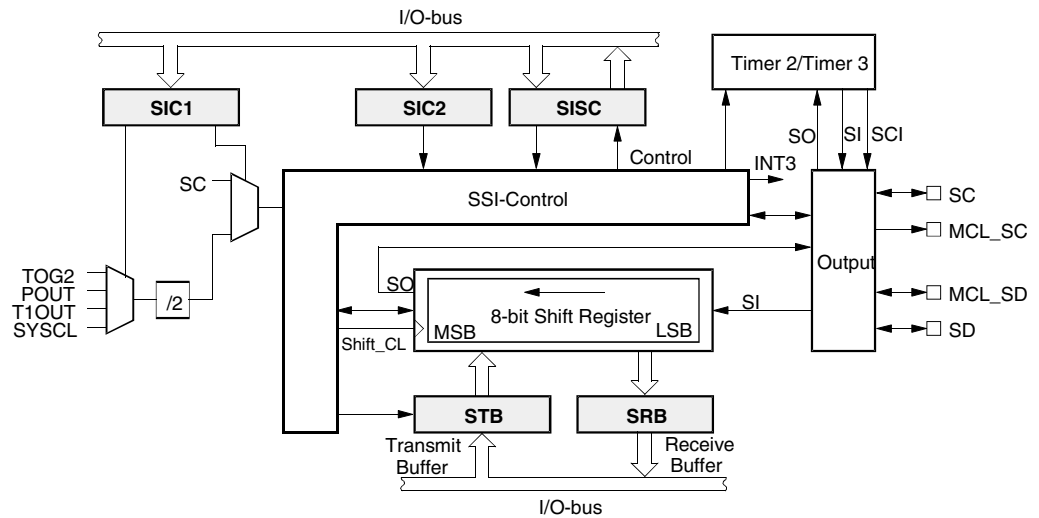 I/O-bus
Timer 2/Timer 3
SIC1
SIC2
SISC
SO
SI
SCI
Control
INT3
SC
SSI-Control
SC
MCL_SC
Output
TOG2
POUT
T1OUT
SYSCL
/2
SO
8-bit Shift Register
MSB
LSB
SI
MCL_SD
SD
Shift_CL
STB
SRB
Transmit
Buffer
Receive
Buffer
I/O-bus